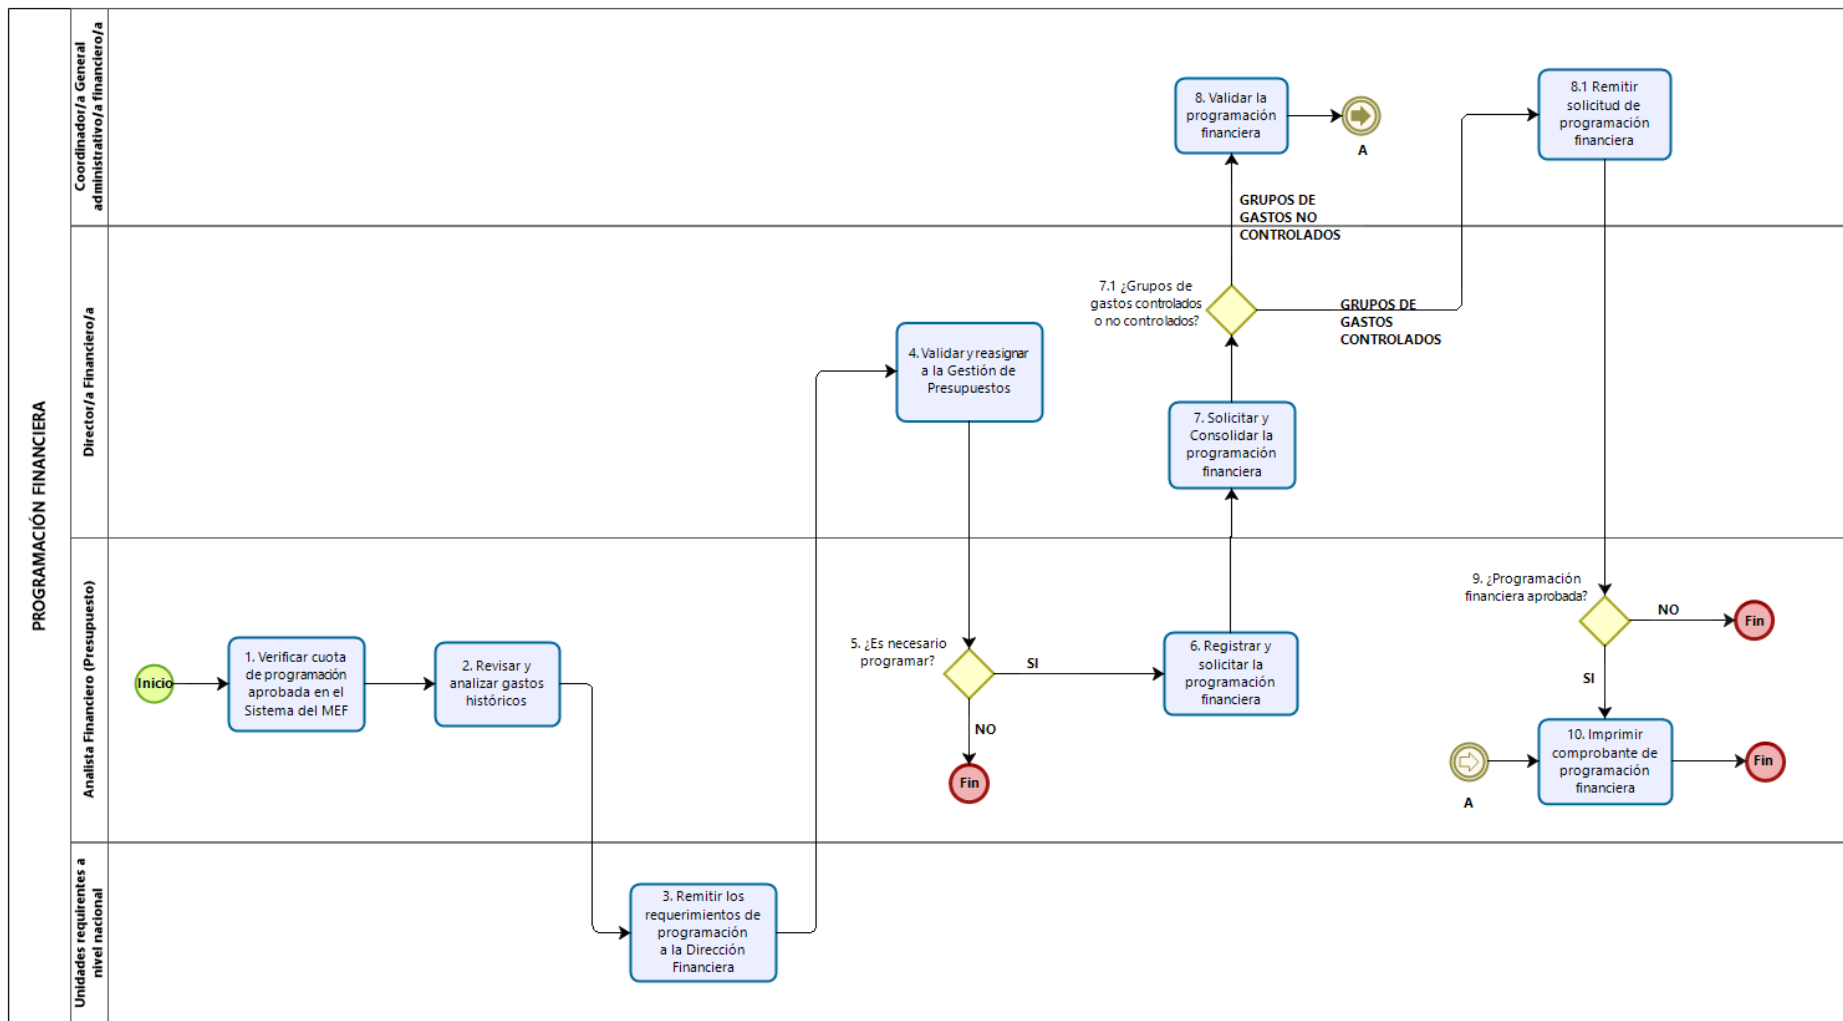 PROGRAMACIÓN FINANCIERA
Coordinador/a General
administrativo/a financiero/a
8. Validar la
programación
financiera
A
8.1 Remitir
solicitud de
programación
financiera
GRUPOS DE
GASTOS NO
CONTROLADOS
Director/a Financiero/a
7.1 ¿Grupos de
gastos controlados
o no controlados?
GRUPOS DE
GASTOS
CONTROLADOS
4. Validar y reasignar
a la Gestión de
Presupuestos
7. Solicitar y
Consolidar la
programación
financiera
Analista Financiero (Presupuesto)
Inicio
1. Verificar cuota
de programación
aprobada en el
Sistema del MEF
2. Revisar y
analizar gastos
históricos
5. ¿Es necesario
programar?
SI
NO
Fin
6. Registrar y
solicitar la
programación
financiera
9. ¿Programación
financiera aprobada?
NO
Fin
SI
A
10. Imprimir
comprobante de
programación
financiera
Fin
Unidades requirentes a
nivel nacional
3. Remitir los
requerimientos de
programación
a la Dirección
Financiera